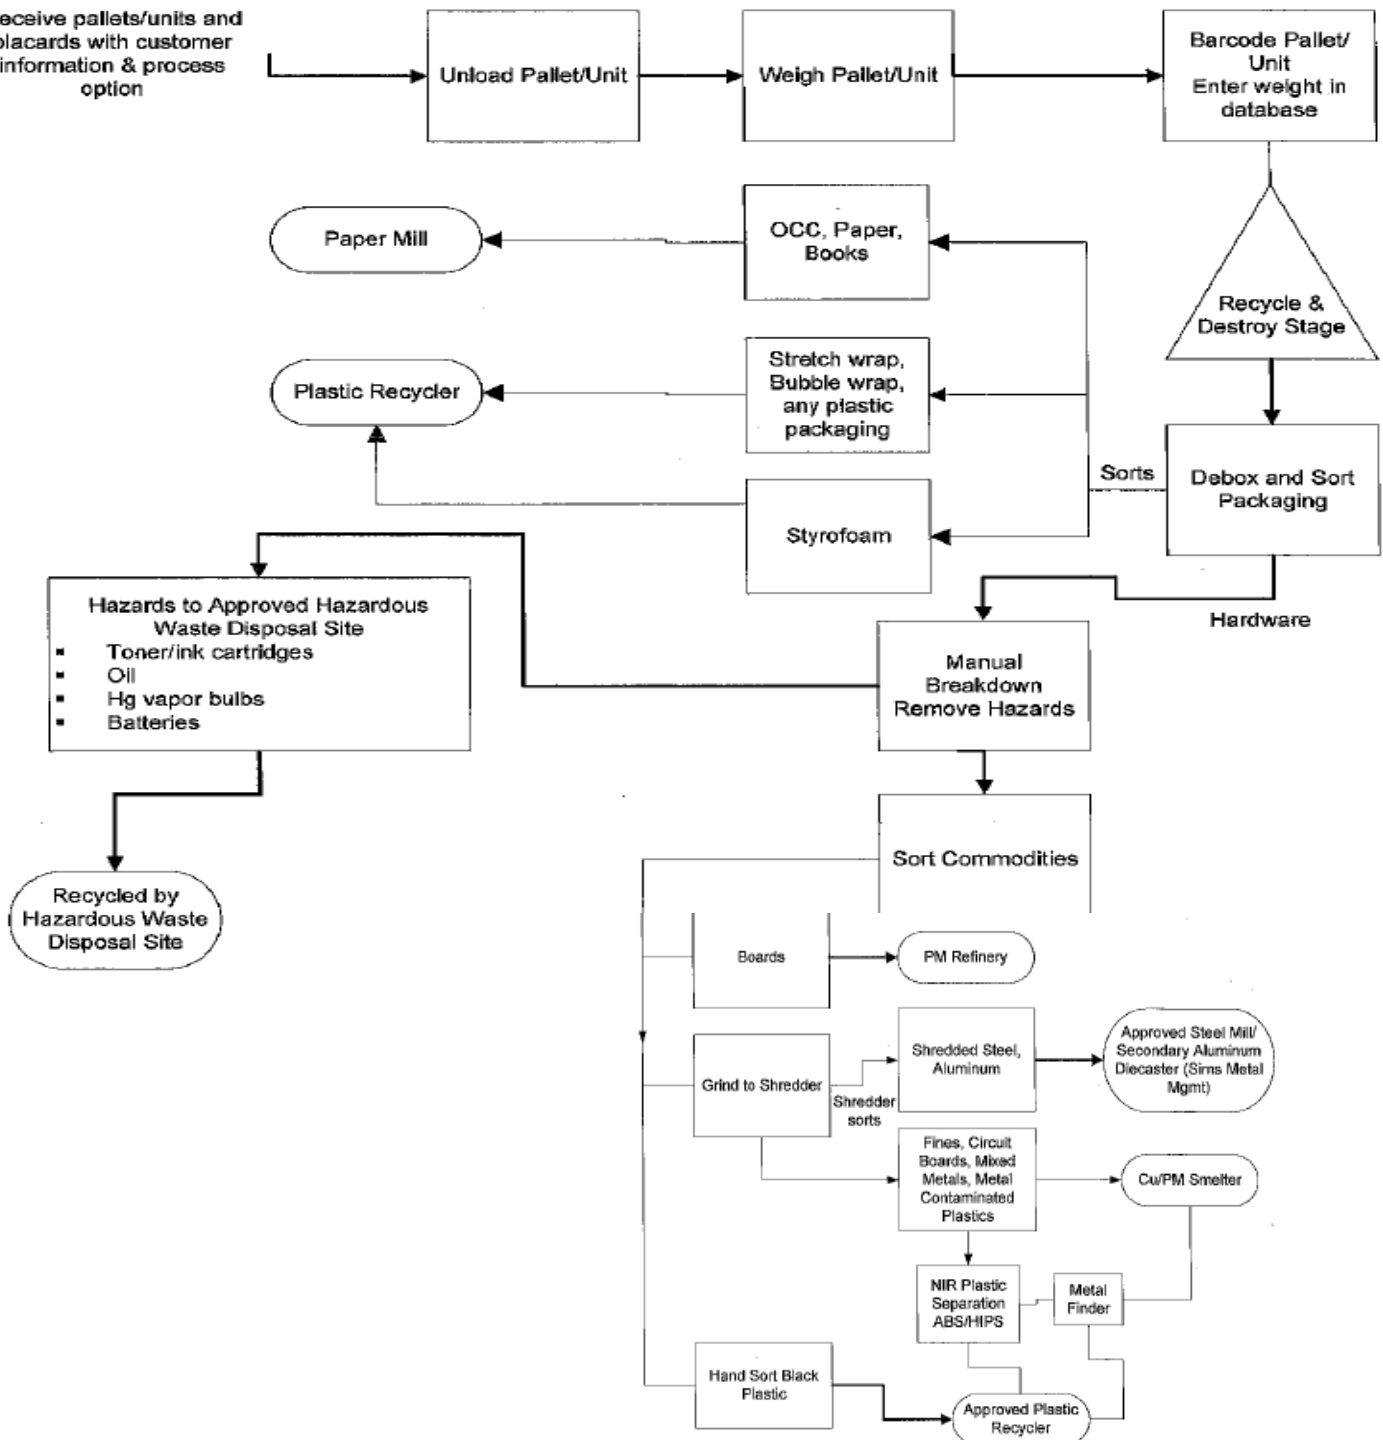 eceive pallets/units and
placards with customer
information & process
option
Unload Pallet/Unit
Weigh Pallet/Unit
Barcode Pallet/
Unit
Enter weight in
database
Paper Mill
OCC, Paper,
Books
Recycle &
Destroy Stage
Plastic Recycler
Stretch wrap,
Bubble wrap,
any plastic
packaging
Sorts
Debox and Sort
Packaging
Styrofoam
Hardware
Hazards to Approved Hazardous
Waste Disposal Site
▪ Toner/ink cartridges
▪ Oil
▪ Hg vapor bulbs
▪ Batteries
Manual
Breakdown
Remove Hazards
Sort Commodities
Recycled by
Hazardous Waste
Disposal Site
Boards
PM Refinery
Grind to Shredder
Shredder
sorts
Shredded Steel,
Aluminum
Approved Steel Mill/
Secondary Aluminum
Diecaster (Sims Metal
Mgmt)
Fines, Circuit
Boards, Mixed
Metals, Metal
Contaminated
Plastics
Cu/PM Smelter
NIR Plastic
Separation
ABS/HIPS
Metal
Finder
Hand Sort Black
Plastic
Approved Plastic
Recycler